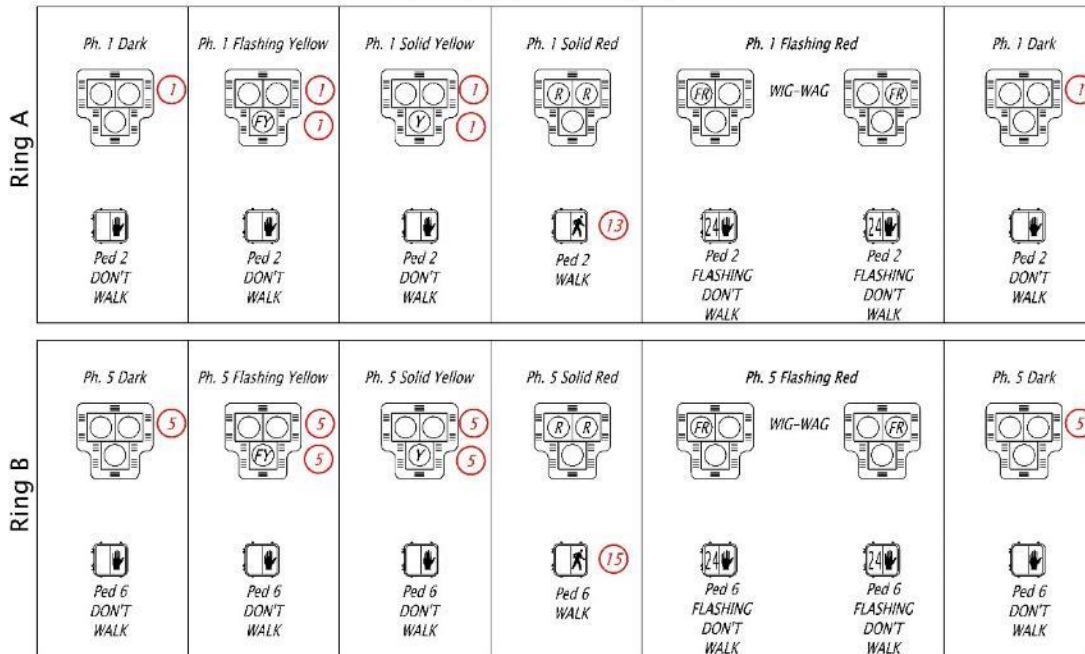 Ring A
Ph. 1 Dark
Ph. 1 Flashing Yellow
Ph. 1 Solid Yellow
Ph. 1 Solid Red
Ph. 1 Flashing Red
Ph. 1 Dark
1
1
1
R R
FR
WIG-WAG
FR
1
FY
1
Y
1
13
24
24
Ped 2
DON'T
WALK
Ped 2
DON'T
WALK
Ped 2
DON'T
WALK
Ped 2
WALK
Ped 2
FLASHING
DON'T
WALK
Ped 2
FLASHING
DON'T
WALK
Ped 2
DON'T
WALK
Ring B
Ph. 5 Dark
Ph. 5 Flashing Yellow
Ph. 5 Solid Yellow
Ph. 5 Solid Red
Ph. 5 Flashing Red
Ph. 5 Dark
5
5
5
R R
FR
WIG-WAG
FR
5
FY
5
Y
5
15
24
24
Ped 6
DON'T
WALK
Ped 6
DON'T
WALK
Ped 6
DON'T
WALK
Ped 6
WALK
Ped 6
FLASHING
DON'T
WALK
Ped 6
FLASHING
DON'T
WALK
Ped 6
DON'T
WALK